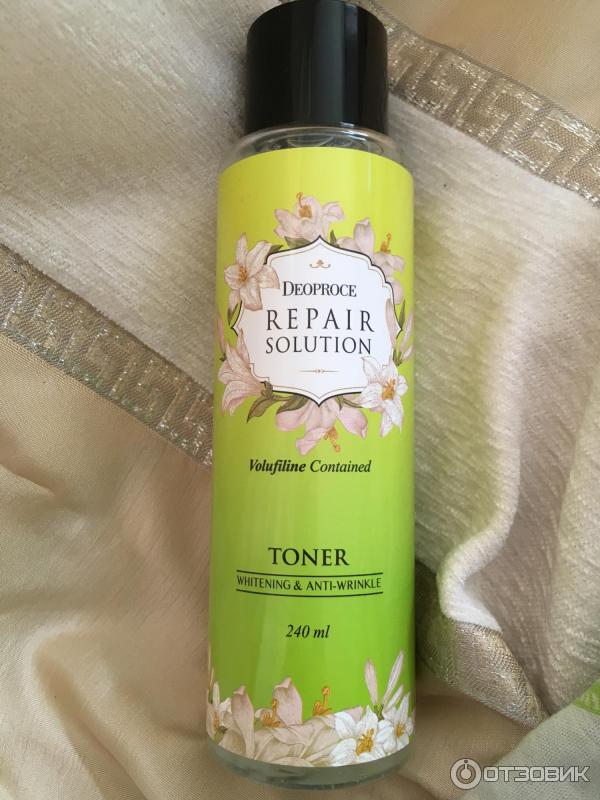 DEOPROCE
REPAIR
SOLUTION
Volufiline Contained
TONER
WHITENING & ANTI-WRINKLE
240 ml
ОТЗОВИК